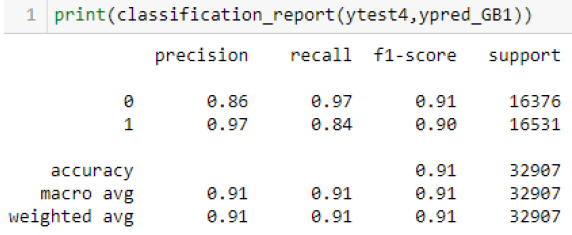 1 print(classification_report(ytest4,ypred_GB1))
precision recall f1-score support
0 0.86 0.97 0.91 16376
1 0.97 0.84 0.90 16531
accuracy 0.91 32907
macro avg 0.91 0.91 0.91 32907
weighted avg 0.91 0.91 0.91 32907